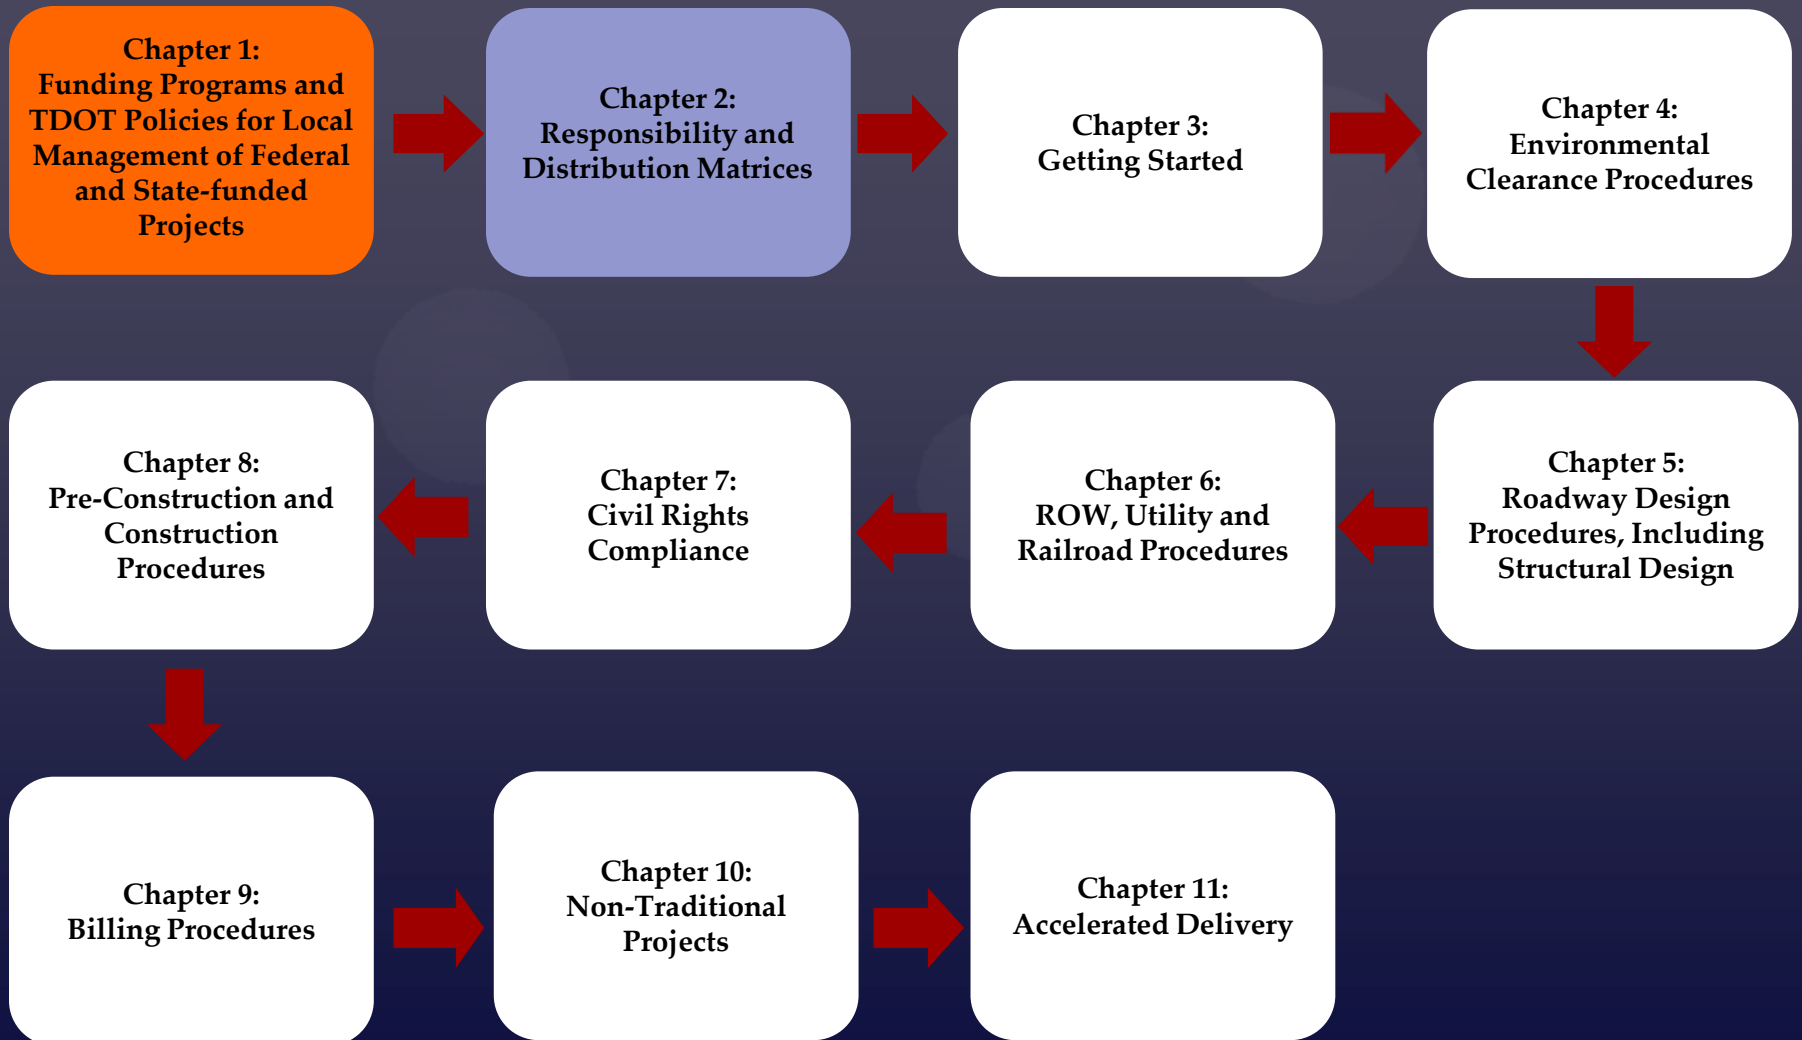 Chapter 1:
Funding Programs and
TDOT Policies for Local
Management of Federal
and State-funded
Projects
Chapter 2:
Responsibility and
Distribution Matrices
Chapter 3:
Getting Started
Chapter 4:
Environmental
Clearance Procedures
Chapter 5:
Roadway Design
Procedures, Including
Structural Design
Chapter 6:
ROW, Utility and
Railroad Procedures
Chapter 7:
Civil Rights
Compliance
Chapter 8:
Pre-Construction and
Construction
Procedures
Chapter 9:
Billing Procedures
Chapter 10:
Non-Traditional
Projects
Chapter 11:
Accelerated Delivery